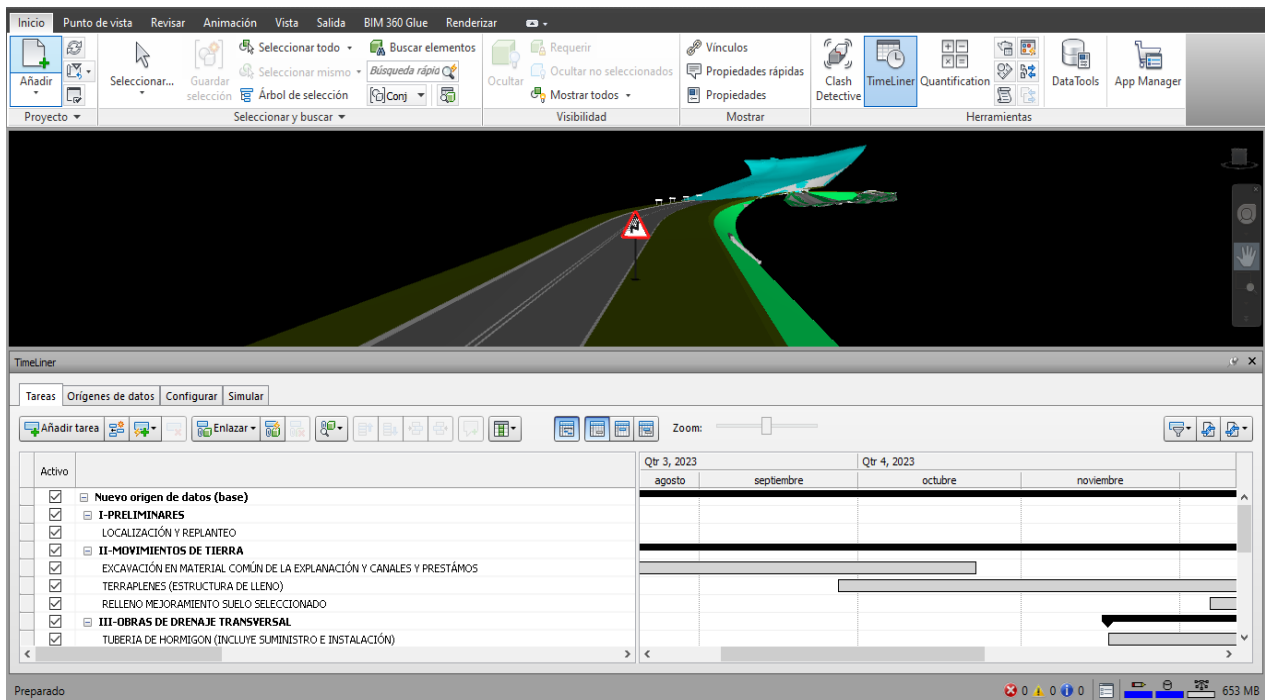 Inicio Punto de vista Revisar Animación Vista Salida BIM 360 Glue Renderizar
Añadir
Seleccionar...
Guardar selección
Seleccionar todo
Seleccionar mismo
Árbol de selección
Buscar elementos
Búsqueda rápida
Conj
Ocultar
Requerir
Ocultar no seleccionados
Mostrar todos
Vínculos
Propiedades rápidas
Propiedades
Clash Detective
TimeLiner
Quantification
DataTools
App Manager
Proyecto Seleccionar y buscar Visibilidad Mostrar Herramientas
TimeLiner
Tareas Orígenes de datos Configurar Simular
Añadir tarea Enlazar Zoom:
Activo
Qtr 3, 2023 Qtr 4, 2023
agosto septiembre octubre noviembre
Nuevo origen de datos (base)
I-PRELIMINARES
LOCALIZACIÓN Y REPLANTEO
II-MOVIMIENTOS DE TIERRA
EXCAVACIÓN EN MATERIAL COMÚN DE LA EXPLANACIÓN Y CANALES Y PRESTÁMOS
TERRAPLENES (ESTRUCTURA DE LLENO)
RELLENO MEJORAMIENTO SUELO SELECCIONADO
III-OBRAS DE DRENAJE TRANSVERSAL
TUBERIA DE HORMIGON (INCLUYE SUMINISTRO E INSTALACIÓN)
Preparado 0 0 0 653 MB